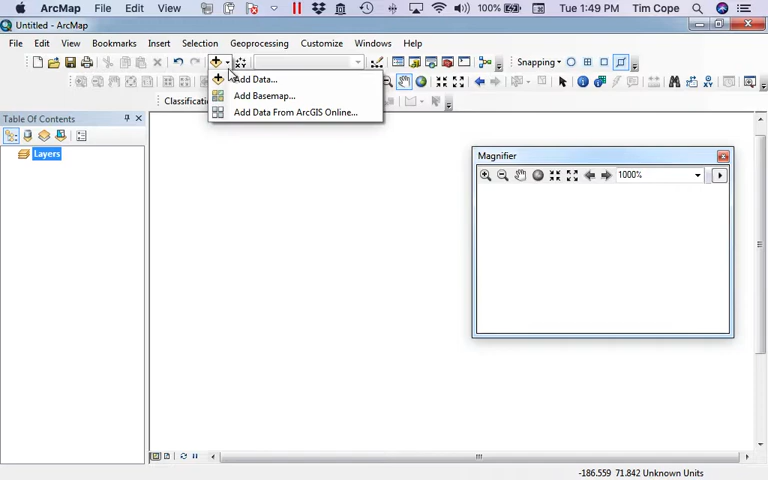 ArcMap File Edit View 100% Tue 1:49 PM Tim Cope
Untitled - ArcMap
File Edit View Bookmarks Insert Selection Geoprocessing Customize Windows Help
Snapping
Add Data...
Add Basemap...
Classificati
Add Data From ArcGIS Online...
Table Of Contents
Layers
Magnifier
1000%
-186.559 71.842 Unknown Units